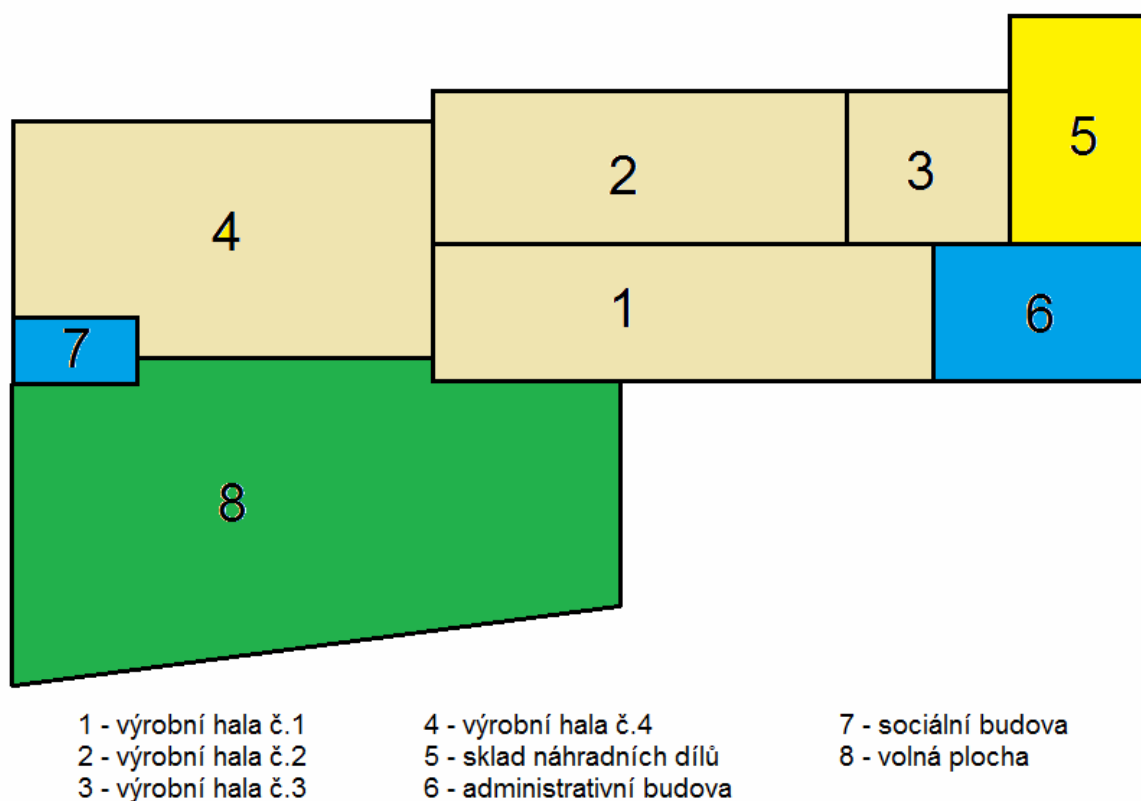 5
2
3
4
1
6
7
8
1 - výrobní hala č.1
2 - výrobní hala č.2
3 - výrobní hala č.3
4 - výrobní hala č.4
5 - sklad náhradních dílů
6 - administrativní budova
7 - sociální budova
8 - volná plocha